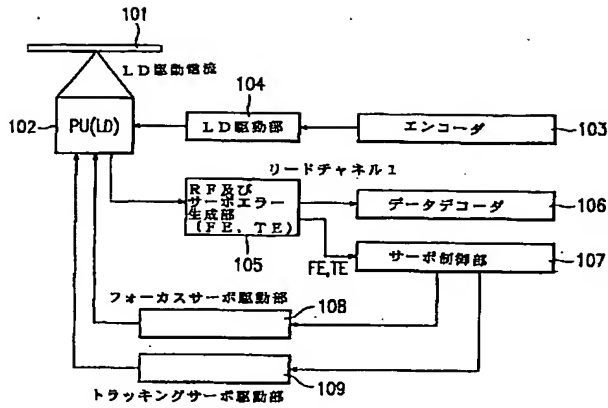 101
LD駆動電流
104
102
PU(LD)
LD駆動部
エンコーダ
103
リードチャネル1
RF及び
サーボエラー
生成部
(FE, TE)
データデコーダ
106
105
FE,TE
サーボ制御部
107
フォーカスサーボ駆動部
108
109
トラッキングサーボ駆動部